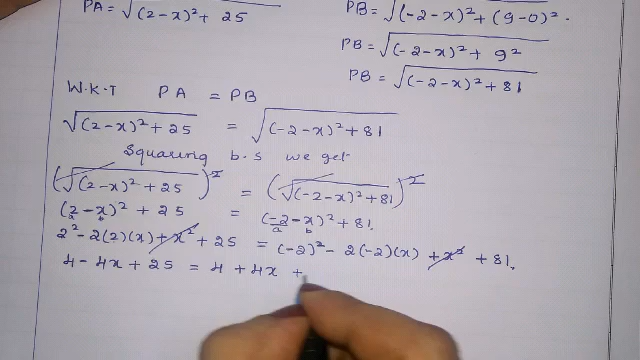 PA = √(2-x)² + 25
PB = √(-2-x)² + (9-0)².
PB = √(-2-x)² + 9²
PB = √(-2-x)² + 81
W.K.T PA = PB
√(2-x)² + 25 = √(-2-x)² + 81
Squaring b.s we get
(√(2-x)² + 25)² = (√(-2-x)² + 81)²
(2-x)² + 25 = (-2-x)² + 81.
a b a b
2² - 2(2)(x) + x² + 25 = (-2)² - 2(-2)(x) + x² + 81.
4 - 4x + 25 = 4 + 4x +